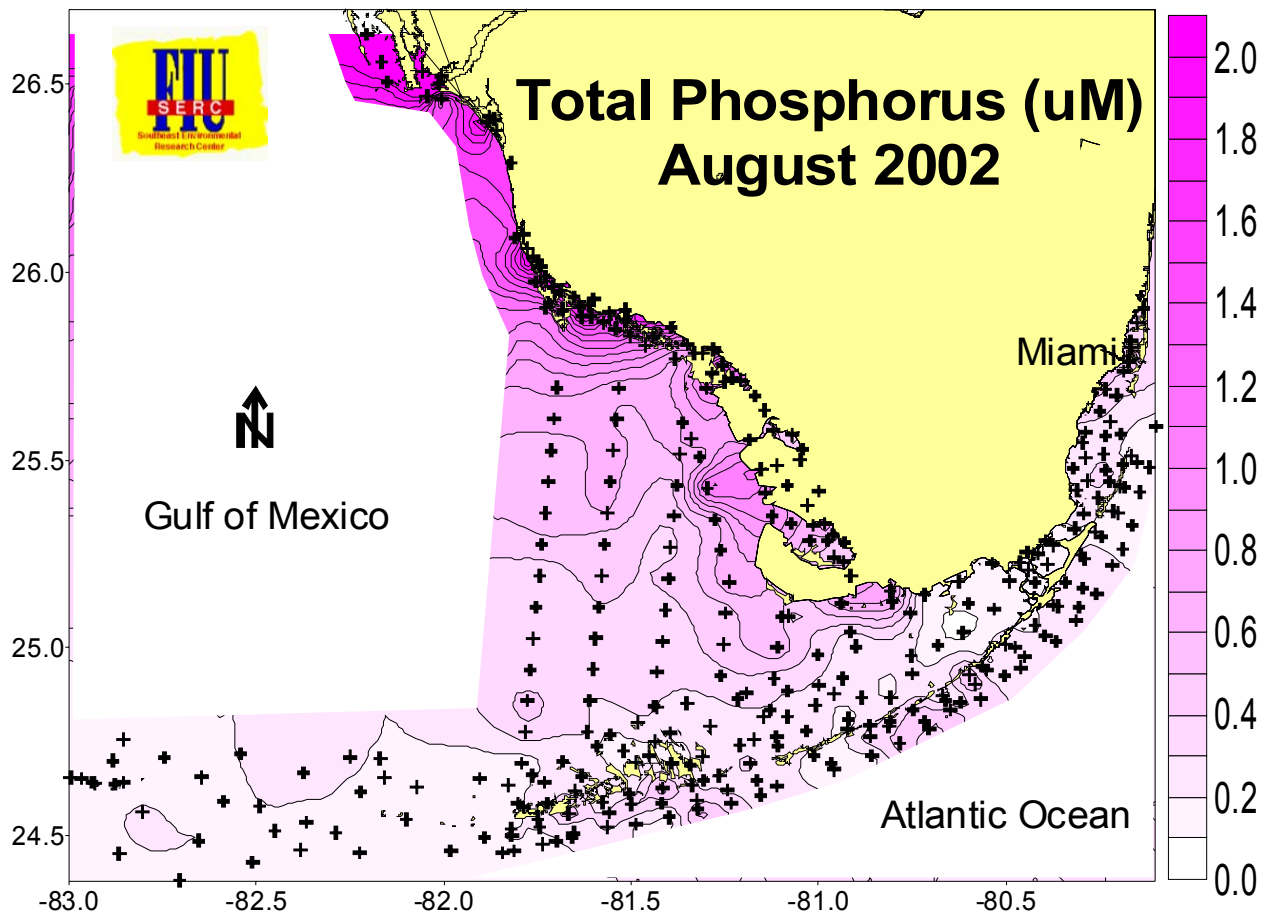 FIU
SERC
Southeast Environmental
Research Center
Total Phosphorus (uM)
August 2002
Miami
N
Gulf of Mexico
Atlantic Ocean
26.5
26.0
25.5
25.0
24.5
-83.0
-82.5
-82.0
-81.5
-81.0
-80.5
2.0
1.8
1.6
1.4
1.2
1.0
0.8
0.6
0.4
0.2
0.0